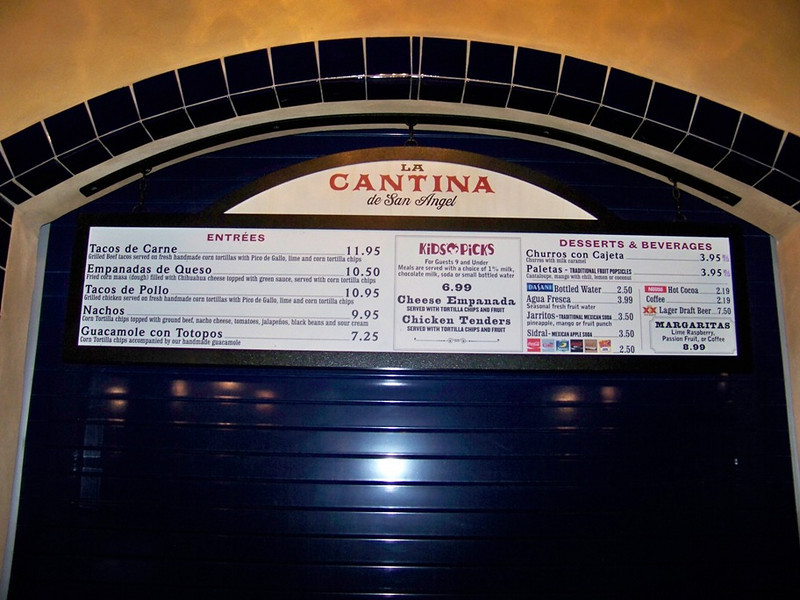 LA
CANTINA
de San Angel
ENTRÉES
Tacos de Carne 11.95
Grilled Beef tacos served on fresh handmade corn tortillas with Pico de Gallo, lime and corn tortilla chips
Empanadas de Queso 10.50
Fried corn masa (dough) filled with Chihuahua cheese topped with green sauce, served with corn tortilla chips
Tacos de Pollo 10.95
Grilled chicken served on fresh handmade corn tortillas with Pico de Gallo, lime and corn tortilla chips
Nachos 9.95
Corn Tortilla chips topped with ground beef, nacho cheese, tomatoes, jalapeños, black beans and sour cream
Guacamole con Totopos 7.25
Corn Tortilla chips accompanied by our handmade guacamole
KIDS PICKS
For Guests 9 and Under
Meals are served with a choice of 1% milk,
chocolate milk, soda or small bottled water
6.99
Cheese Empanada
SERVED WITH TORTILLA CHIPS AND FRUIT
Chicken Tenders
SERVED WITH TORTILLA CHIPS AND FRUIT
DESSERTS & BEVERAGES
Churros con Cajeta 3.95
Churros with milk caramel
Paletas - TRADITIONAL FRUIT POPSICLES 3.95
Cantaloupe, mango with chili, lemon or coconut
DASANI Bottled Water 2.50
Agua Fresca 3.99
Seasonal fresh fruit water
Jarritos - TRADITIONAL MEXICAN SODA 3.50
pineapple, mango or fruit punch
Sidral - MEXICAN APPLE SODA 3.50
2.50
Nestle Hot Cocoa 2.19
Coffee 2.19
XX Lager Draft Beer 7.50
MARGARITAS
Lime Raspberry,
Passion Fruit, or Coffee
8.99